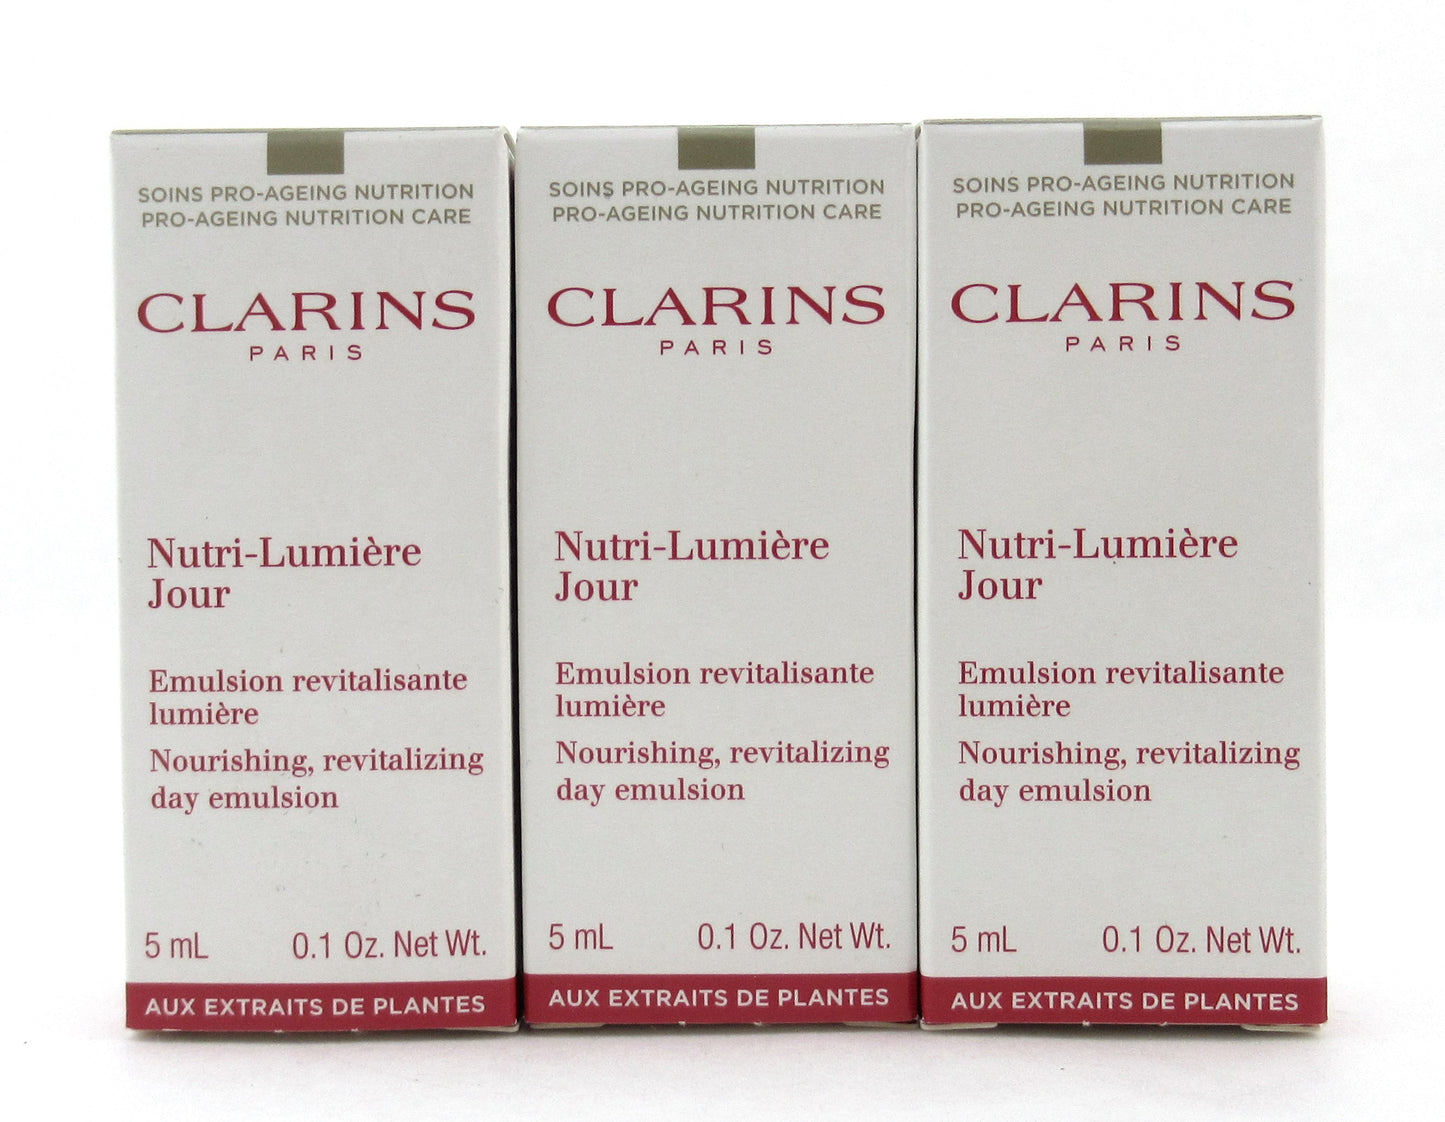 SOINS PRO-AGEING NUTRITION
PRO-AGEING NUTRITION CARE
CLARINS
PARIS
Nutri-Lumière
Jour
Emulsion revitalisante
lumière
Nourishing, revitalizing
day emulsion
5 mL 0.1 Oz. Net Wt.
AUX EXTRAITS DE PLANTES
SOINS PRO-AGEING NUTRITION
PRO-AGEING NUTRITION CARE
CLARINS
PARIS
Nutri-Lumière
Jour
Emulsion revitalisante
lumière
Nourishing, revitalizing
day emulsion
5 mL 0.1 Oz. Net Wt.
AUX EXTRAITS DE PLANTES
SOINS PRO-AGEING NUTRITION
PRO-AGEING NUTRITION CARE
CLARINS
PARIS
Nutri-Lumière
Jour
Emulsion revitalisante
lumière
Nourishing, revitalizing
day emulsion
5 mL 0.1 Oz. Net Wt.
AUX EXTRAITS DE PLANTES